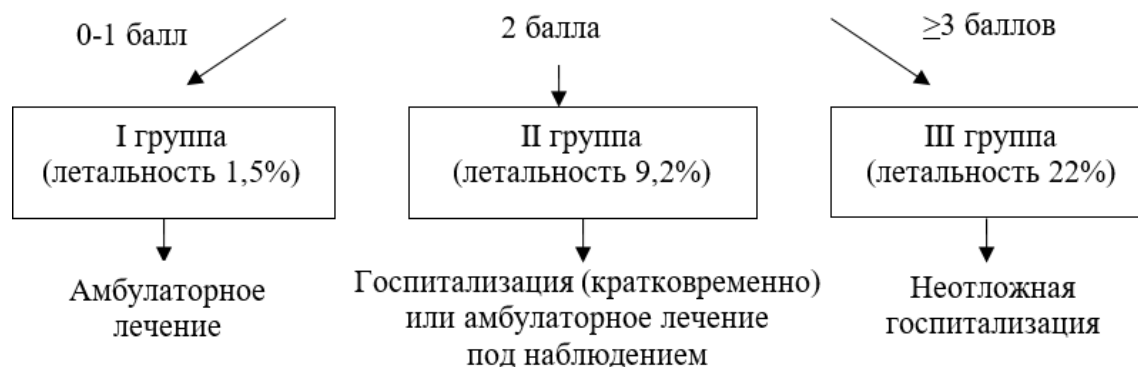 0-1 балл
2 балла
≥3 баллов
I группа
(летальность 1,5%)
II группа
(летальность 9,2%)
III группа
(летальность 22%)
Амбулаторное
лечение
Госпитализация (кратковременно)
или амбулаторное лечение
под наблюдением
Неотложная
госпитализация